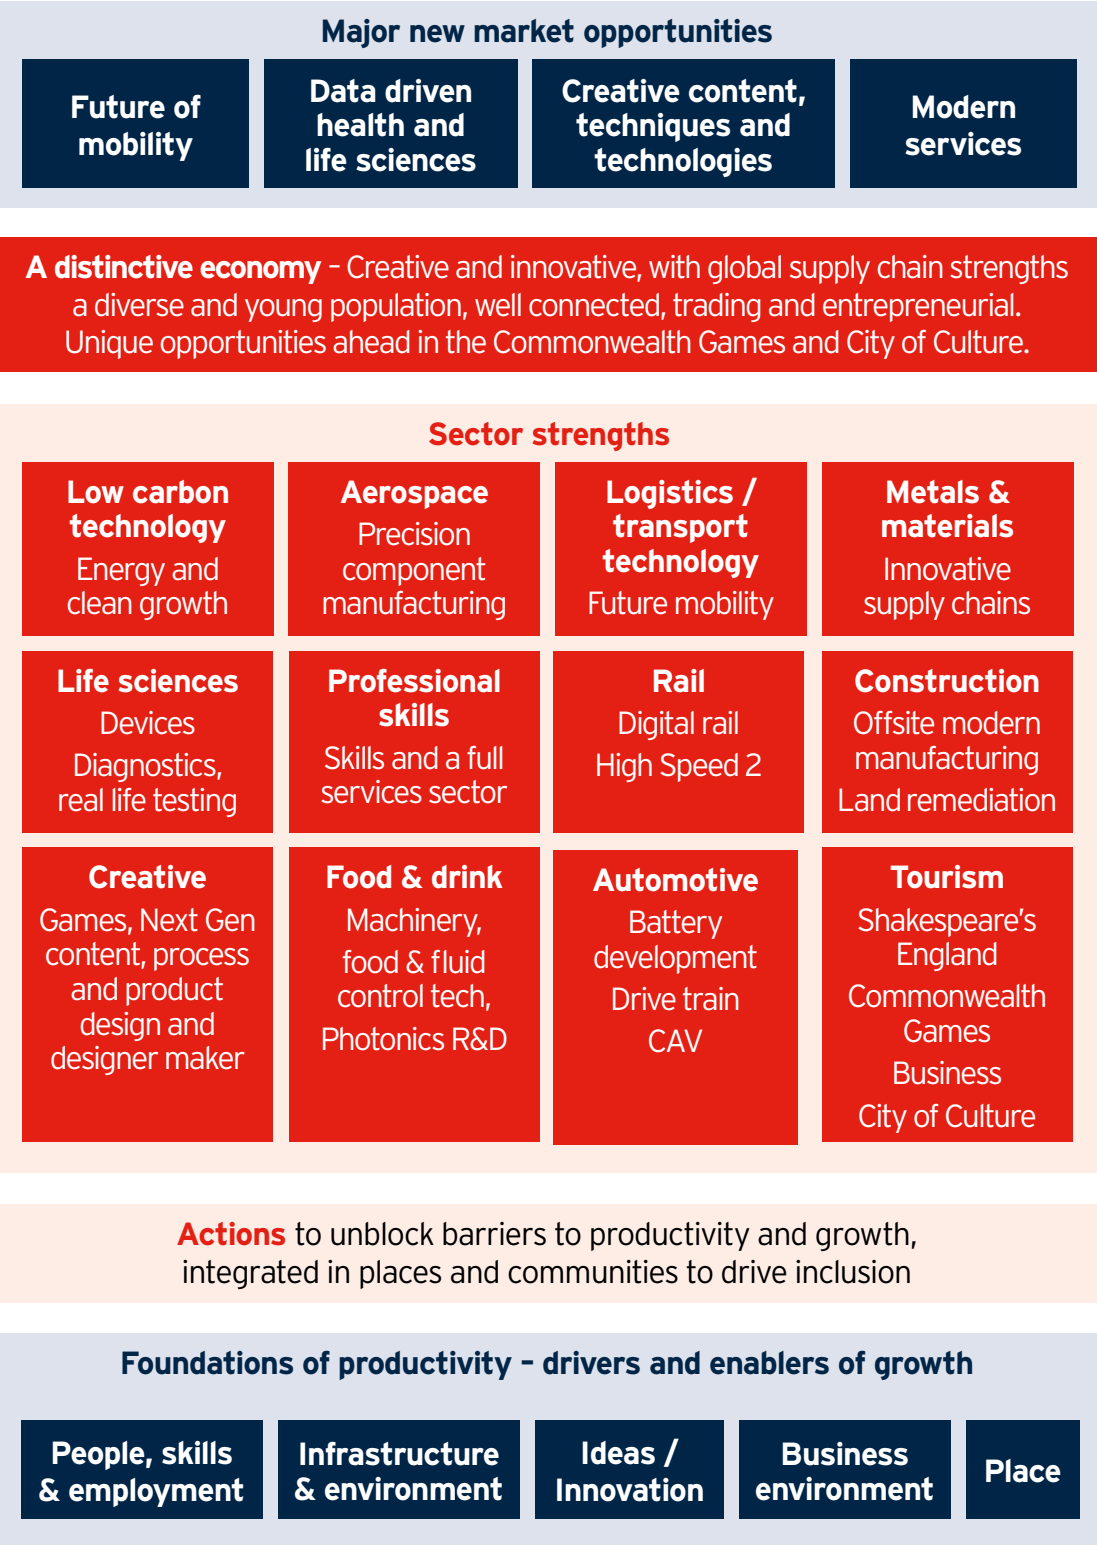 Major new market opportunities
Future of
mobility
Data driven
health and
life sciences
Creative content,
techniques and
technologies
Modern
services
A distinctive economy – Creative and innovative, with global supply chain strengths
a diverse and young population, well connected, trading and entrepreneurial.
Unique opportunities ahead in the Commonwealth Games and City of Culture.
Sector strengths
Low carbon
technology
Energy and
clean growth
Aerospace
Precision
component
manufacturing
Logistics /
transport
technology
Future mobility
Metals &
materials
Innovative
supply chains
Life sciences
Devices
Diagnostics,
real life testing
Professional
skills
Skills and a full
services sector
Rail
Digital rail
High Speed 2
Construction
Offsite modern
manufacturing
Land remediation
Creative
Games, Next Gen
content, process
and product
design and
designer maker
Food & drink
Machinery,
food & fluid
control tech,
Photonics R&D
Automotive
Battery
development
Drive train
CAV
Tourism
Shakespeare’s
England
Commonwealth
Games
Business
City of Culture
Actions to unblock barriers to productivity and growth,
integrated in places and communities to drive inclusion
Foundations of productivity – drivers and enablers of growth
People, skills
& employment
Infrastructure
& environment
Ideas /
Innovation
Business
environment
Place